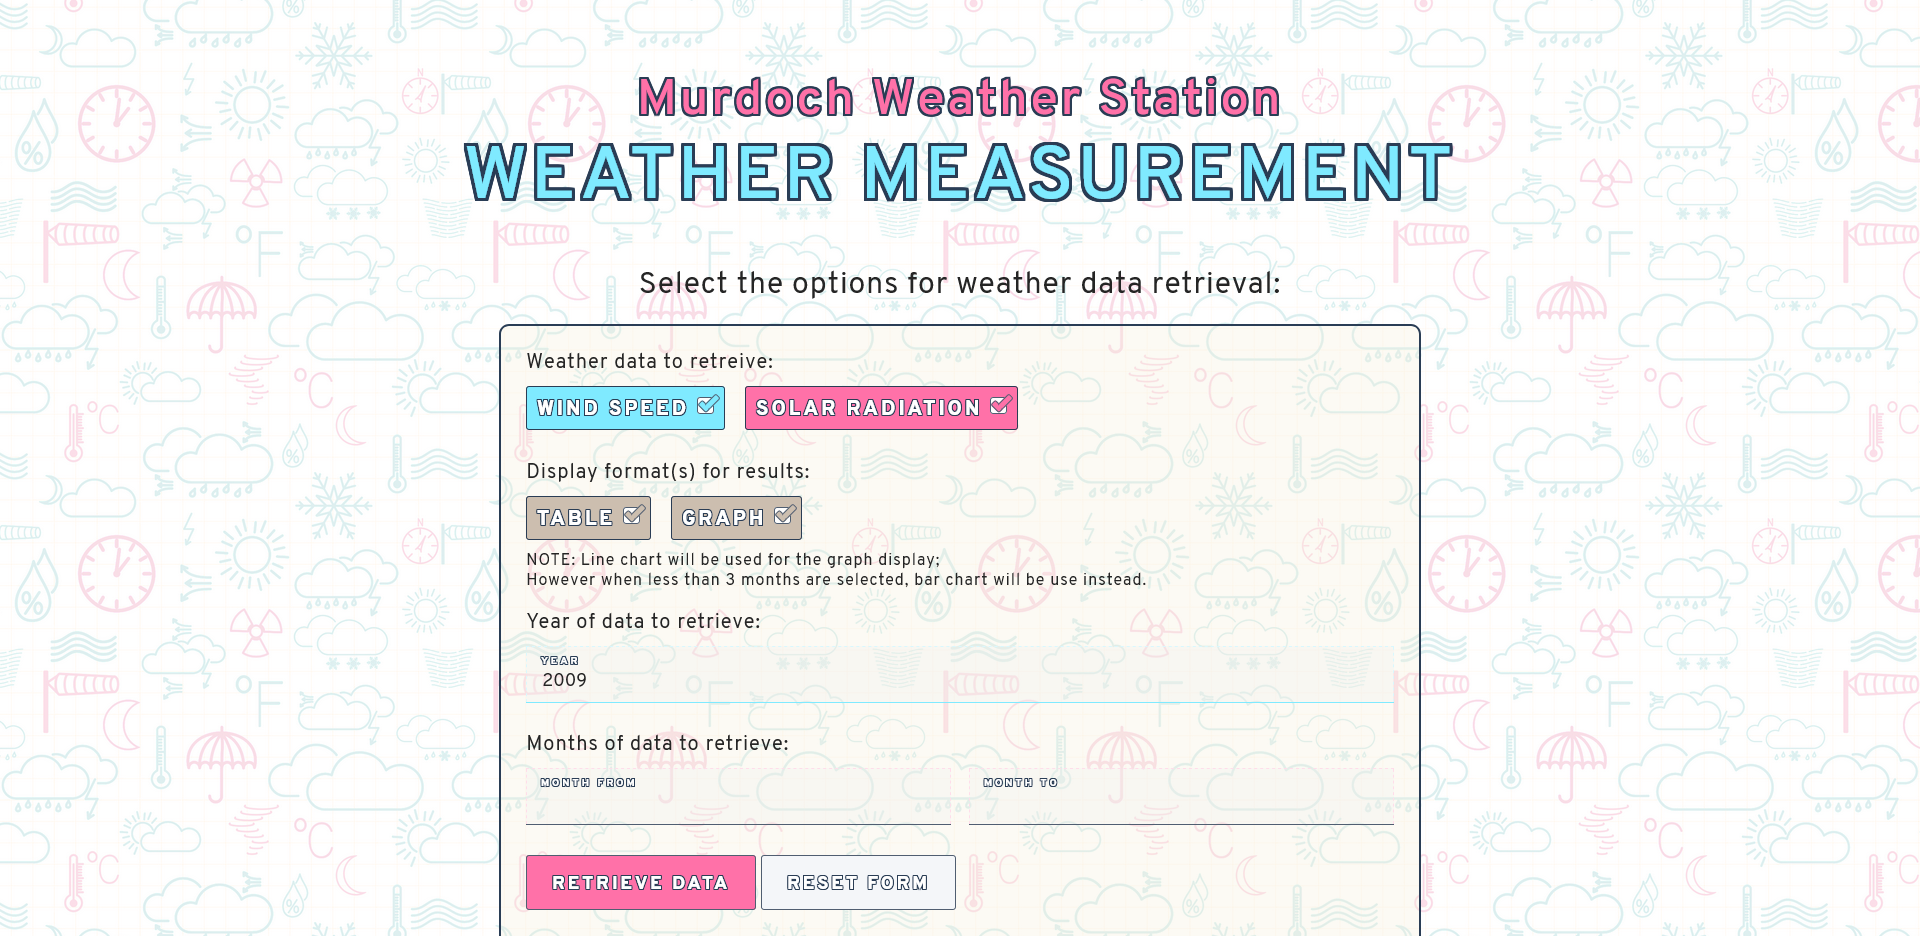 Murdoch Weather Station
WEATHER MEASUREMENT
Select the options for weather data retrieval:
Weather data to retreive:
WIND SPEED SOLAR RADIATION
Display format(s) for results:
TABLE GRAPH
NOTE: Line chart will be used for the graph display;
However when less than 3 months are selected, bar chart will be use instead.
Year of data to retrieve:
YEAR
2009
Months of data to retrieve:
MONTH FROM MONTH TO
RETRIEVE DATA RESET FORM